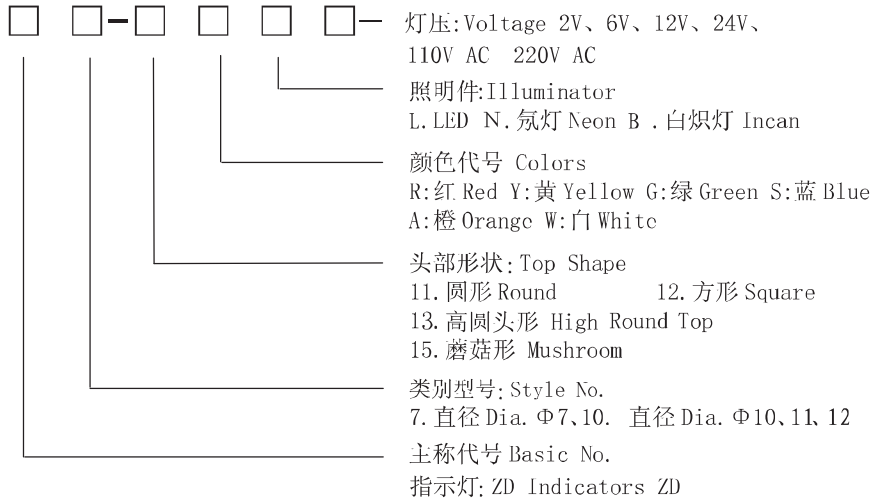 灯压:Voltage 2V、6V、12V、24V、
110V AC 220V AC
照明件:Illuminator
L.LED N.氖灯 Neon B .白炽灯 Incan
颜色代号 Colors
R:红 Red Y:黄 Yellow G:绿 Green S:蓝 Blue
A:橙 Orange W:白 White
头部形状:Top Shape
11.圆形 Round 12.方形 Square
13.高圆头形 High Round Top
15.蘑菇形 Mushroom
类别型号:Style No.
7.直径 Dia.Φ7、10. 直径 Dia.Φ10、11、12
主称代号 Basic No.
指示灯: ZD Indicators ZD